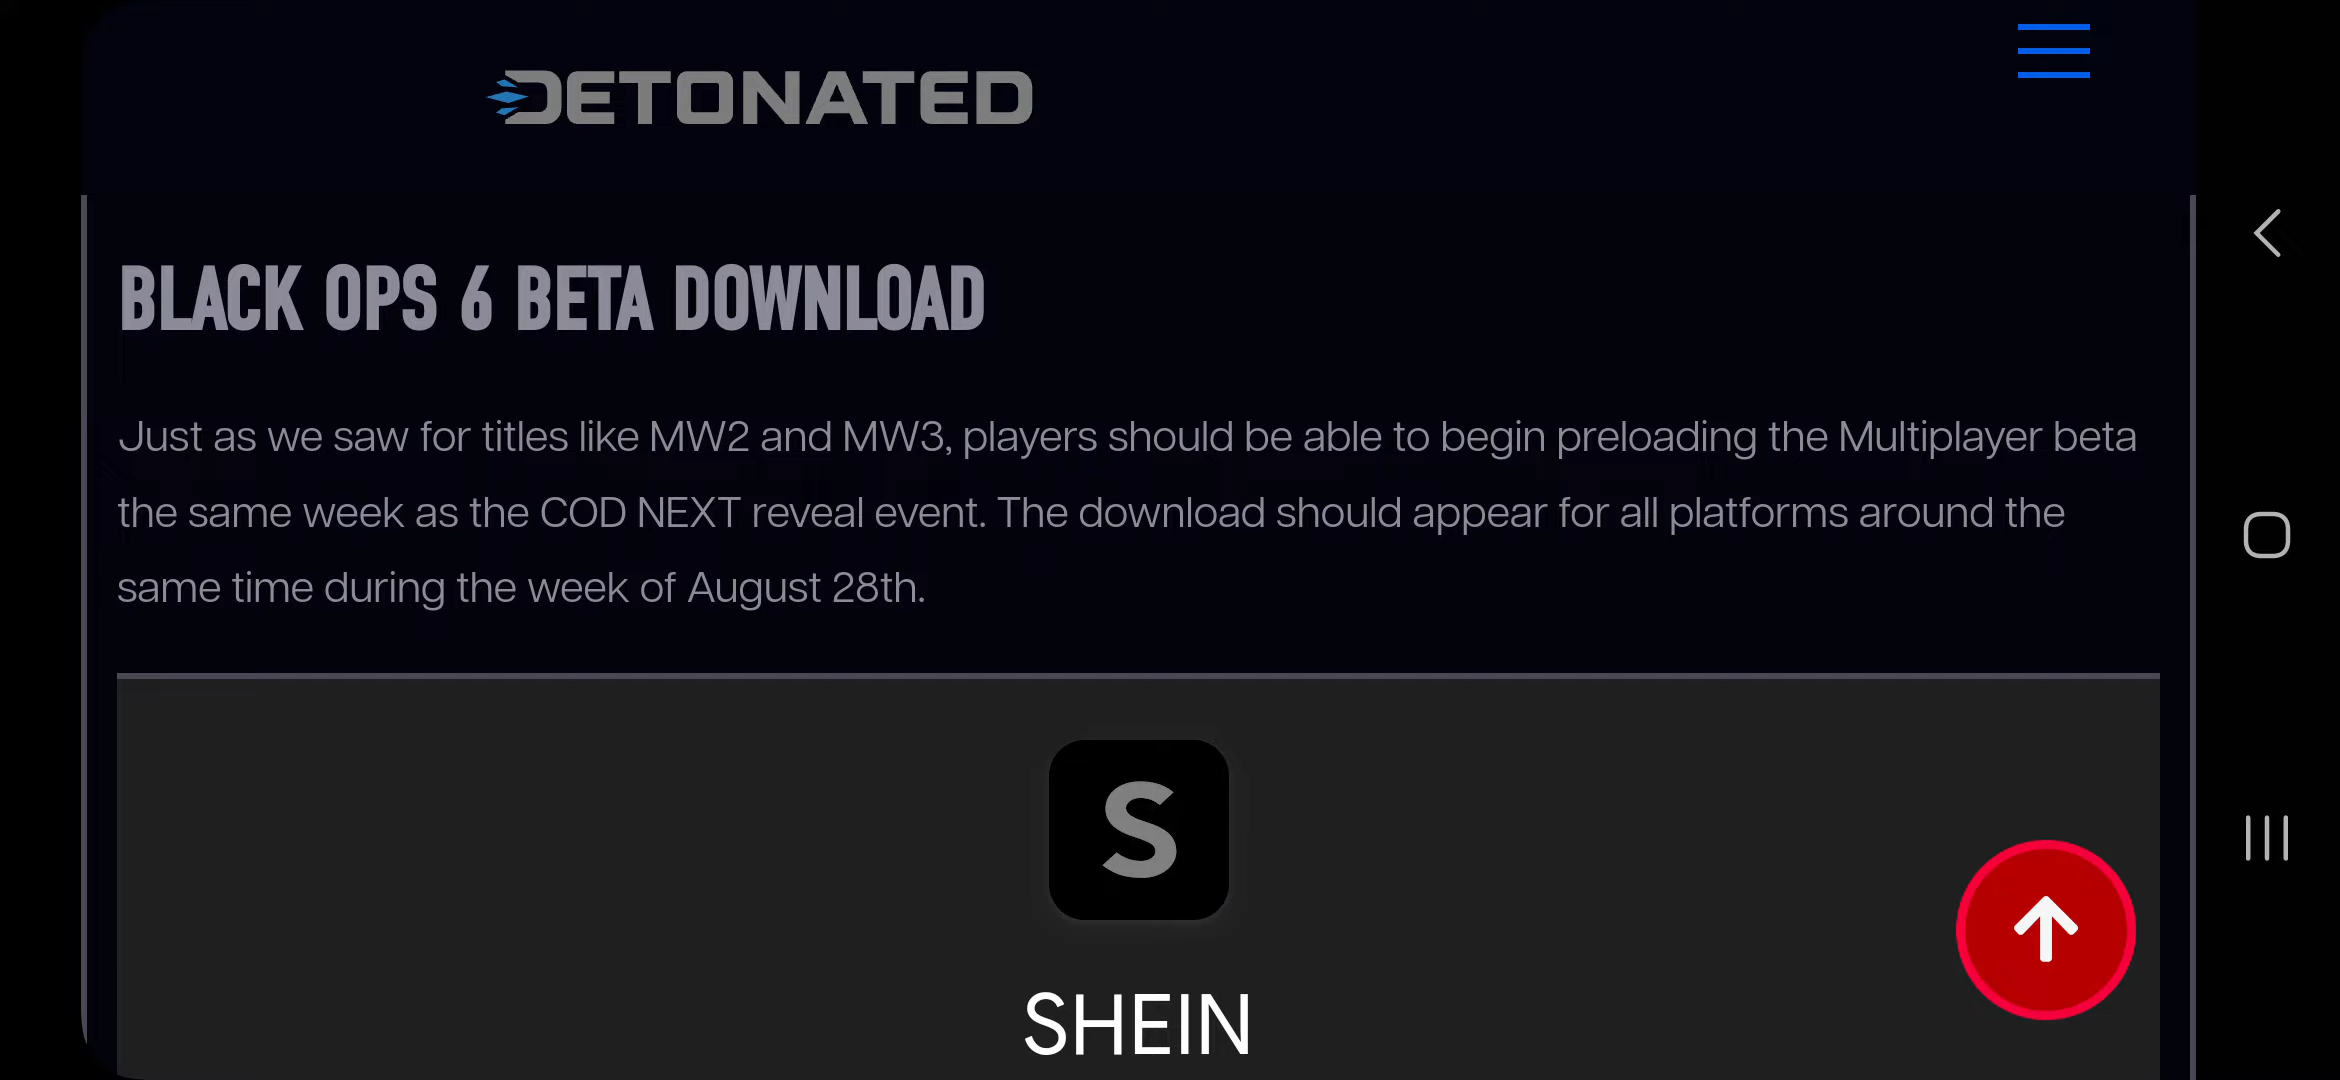 DETONATED
BLACK OPS 6 BETA DOWNLOAD
Just as we saw for titles like MW2 and MW3, players should be able to begin preloading the Multiplayer beta
the same week as the COD NEXT reveal event. The download should appear for all platforms around the
same time during the week of August 28th.
S
SHEIN